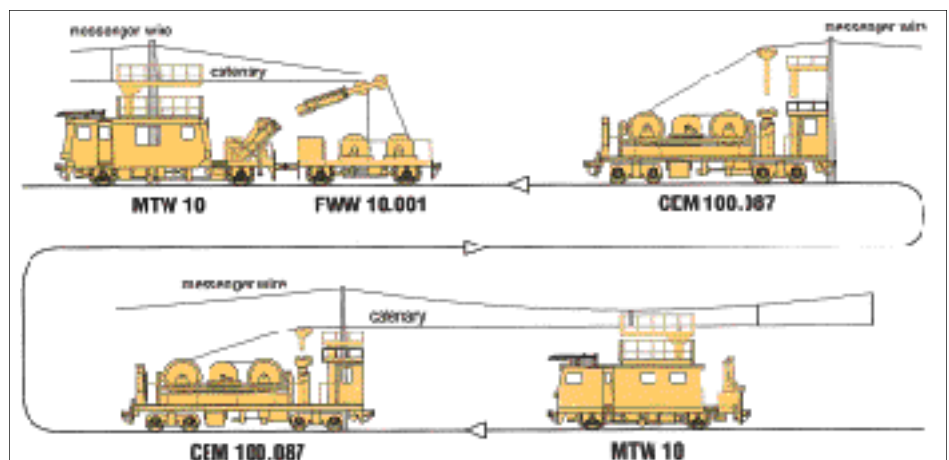 messenger wire
messenger wire
catenary
MTW 10
FWW 10.001
CEM 100.087
messenger wire
catenary
CEM 100.087
MTW 10